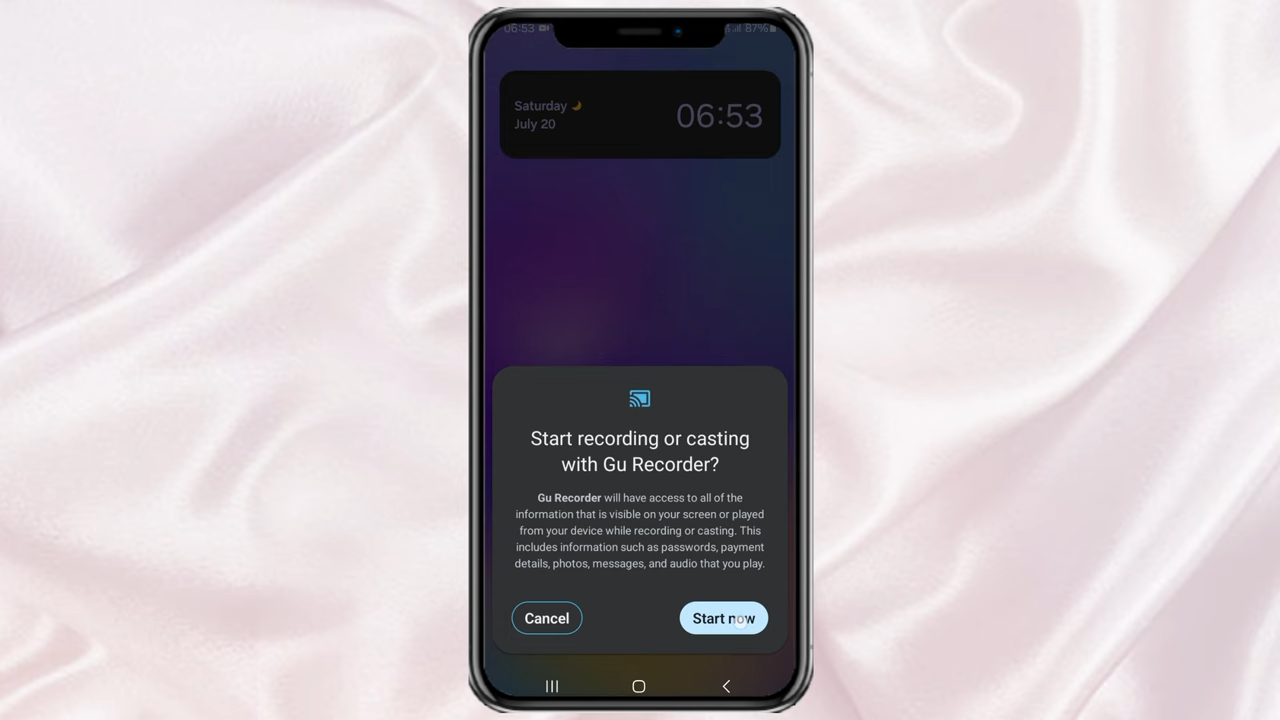 06:53
87%
Saturday
July 20
06:53
Start recording or casting
with Gu Recorder?
Gu Recorder will have access to all of the
information that is visible on your screen or played
from your device while recording or casting. This
includes information such as passwords, payment
details, photos, messages, and audio that you play.
Cancel
Start now